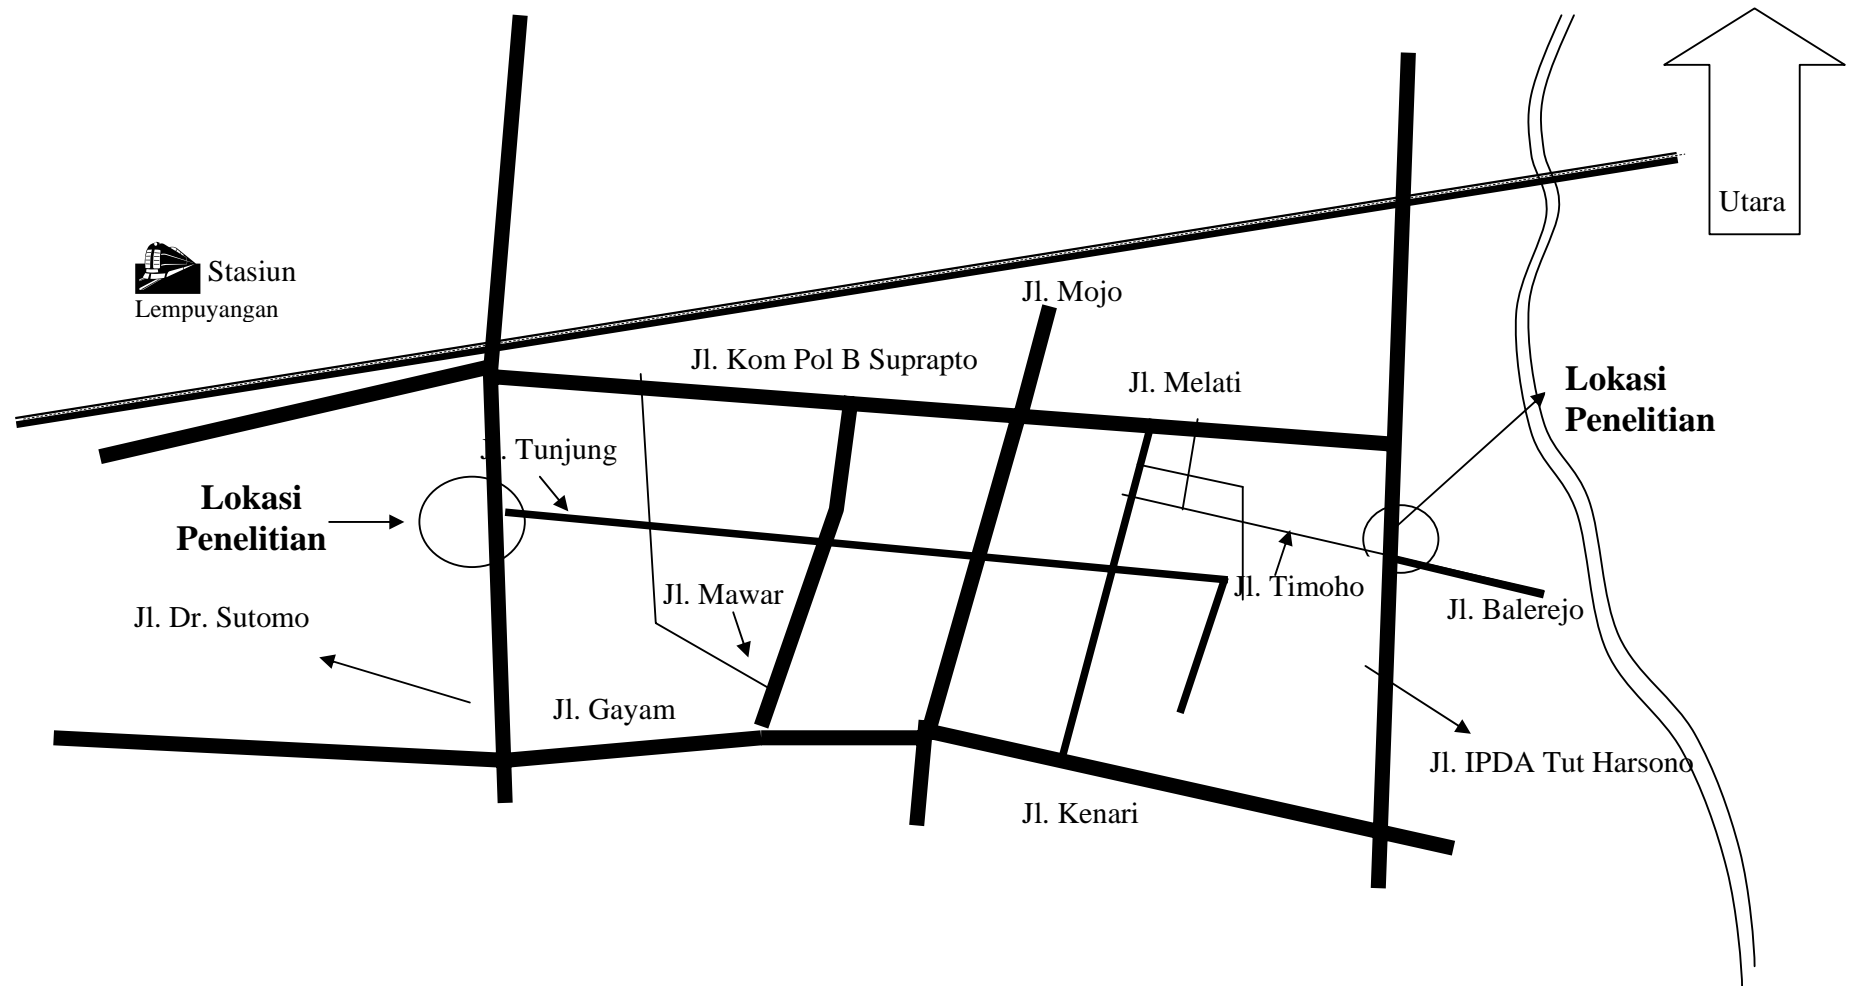 Utara
Stasiun
Lempuyangan
Jl. Mojo
Jl. Kom Pol B Suprapto
Jl. Melati
Lokasi
Penelitian
Jl. Tunjung
Lokasi
Penelitian
Jl. Mawar
Jl. Timoho
Jl. Balerejo
Jl. Dr. Sutomo
Jl. Gayam
Jl. IPDA Tut Harsono
Jl. Kenari